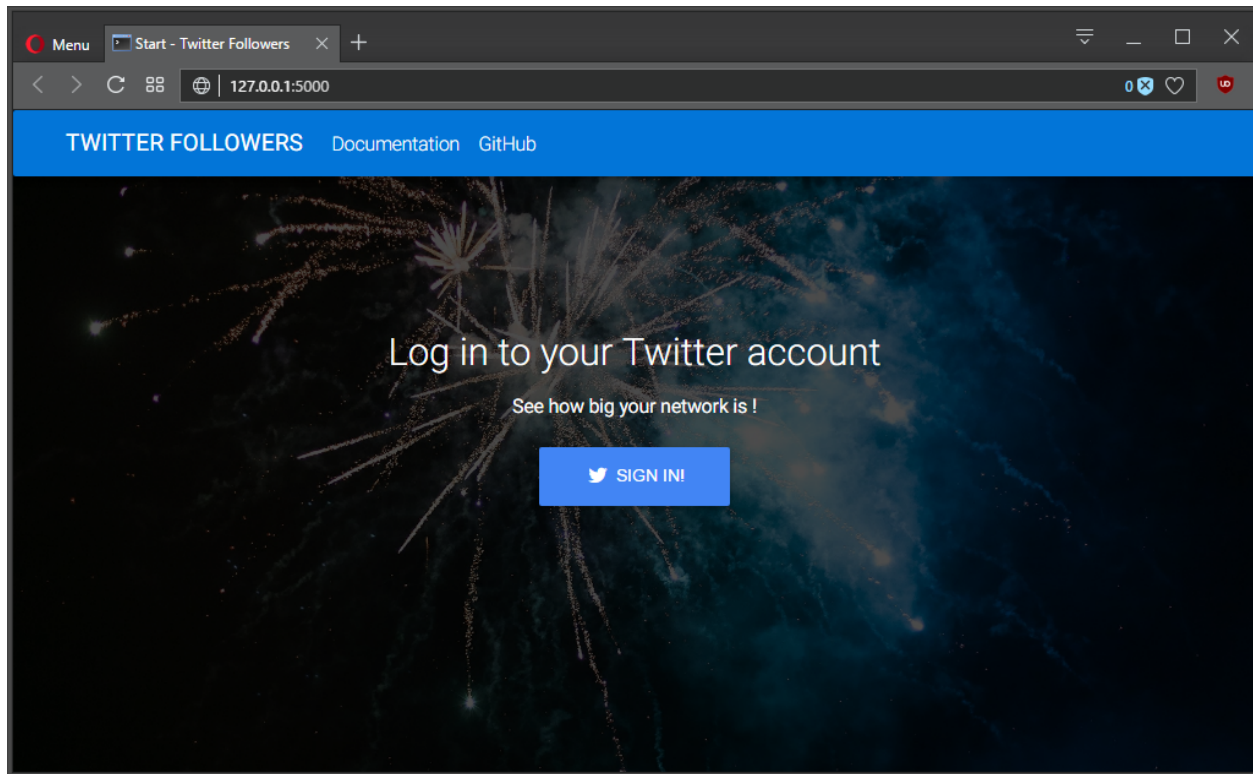 Menu
Start - Twitter Followers
127.0.0.1:5000
0
TWITTER FOLLOWERS Documentation GitHub
Log in to your Twitter account
See how big your network is !
SIGN IN!